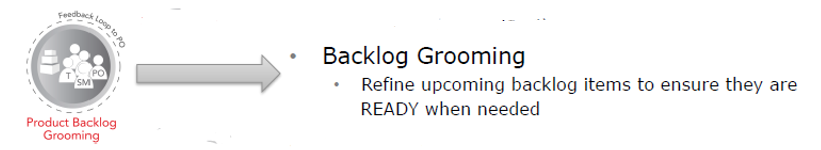 Feedback Loop to PO
T
PO
SM
Product Backlog
Grooming
• Backlog Grooming
• Refine upcoming backlog items to ensure they are
READY when needed